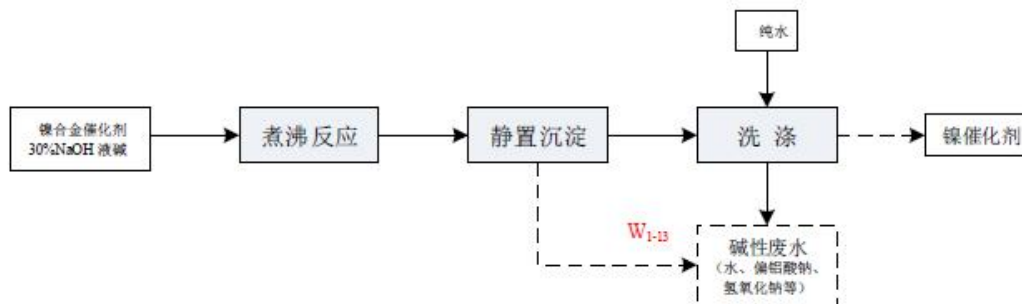 纯水
镍合金催化剂
30%NaOH 液碱
煮沸反应
静置沉淀
洗 涤
镍催化剂
W1-13
碱性废水
（水、偏铝酸钠、
氢氧化钠等）